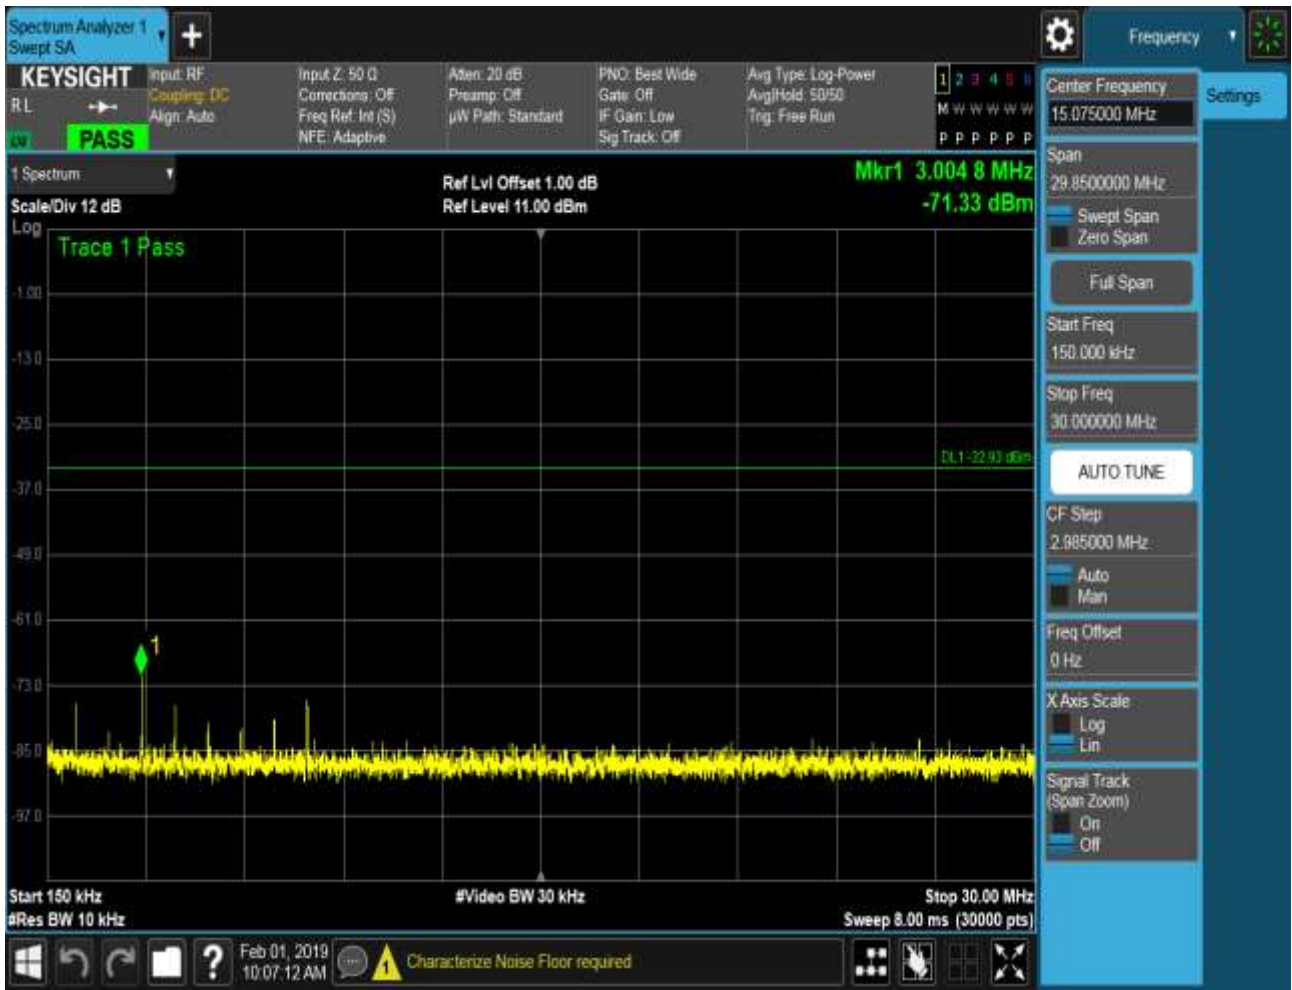 Spectrum Analyzer 1
Swept SA
Frequency
KEYSIGHT
R L
PASS
Input: RF
Coupling: DC
Align: Auto
Input Z: 50 Ω
Corrections: Off
Freq Ref: Int (S)
NFE: Adaptive
Atten: 20 dB
Preamp: Off
µW Path: Standard
PNO: Best Wide
Gate: Off
IF Gain: Low
Sig Track: Off
Avg Type: Log-Power
Avg|Hold: 50/50
Trig: Free Run
1 2 3 4 5 6
M W W W W W
P P P P P P
1 Spectrum
Scale/Div 12 dB
Ref Lvl Offset 1.00 dB
Ref Level 11.00 dBm
Mkr1 3.004 8 MHz
-71.33 dBm
Log
Trace 1 Pass
-1.00
-13.0
-25.0
DL1 -32.93 dBm
-37.0
-49.0
-61.0
1
-73.0
-85.0
-97.0
Start 150 kHz
#Video BW 30 kHz
Stop 30.00 MHz
#Res BW 10 kHz
Sweep 8.00 ms (30000 pts)
Feb 01, 2019
10:07:12 AM
Characterize Noise Floor required
Center Frequency
15.075000 MHz
Settings
Span
29.8500000 MHz
Swept Span
Zero Span
Full Span
Start Freq
150.000 kHz
Stop Freq
30.000000 MHz
AUTO TUNE
CF Step
2.985000 MHz
Auto
Man
Freq Offset
0 Hz
X Axis Scale
Log
Lin
Signal Track
(Span Zoom)
On
Off